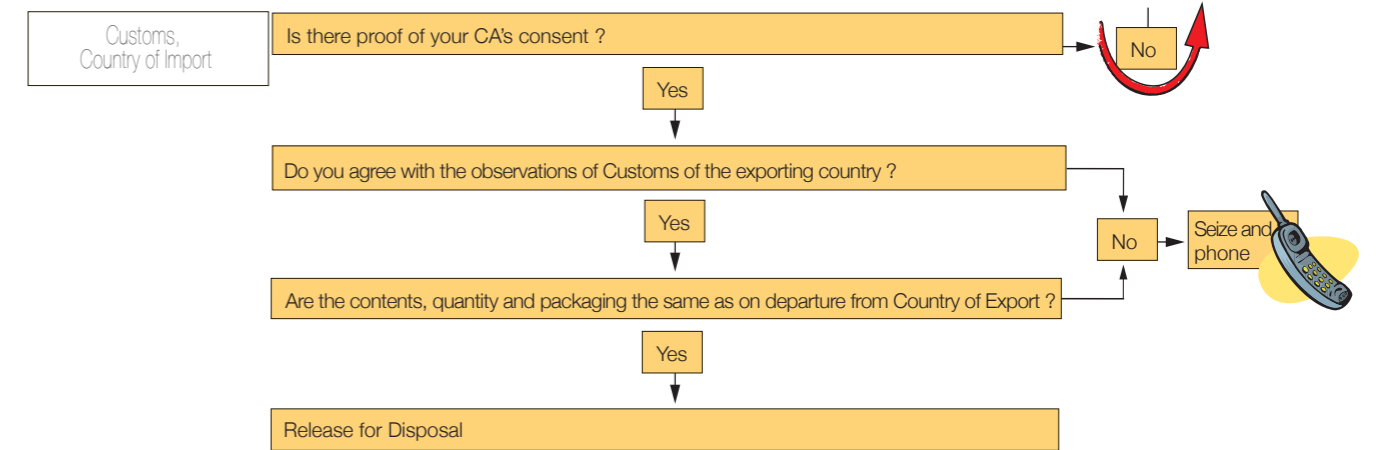 Customs,
Country of Import
Is there proof of your CA's consent ?
No
Yes
Do you agree with the observations of Customs of the exporting country ?
Yes
No
Seize and
phone
Are the contents, quantity and packaging the same as on departure from Country of Export ?
Yes
Release for Disposal